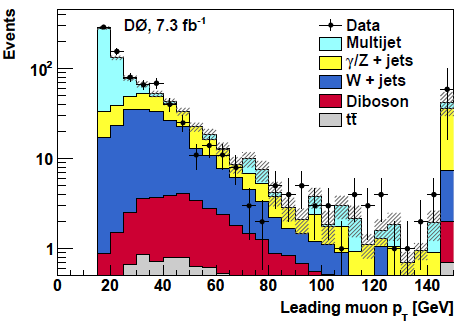 Events
DØ, 7.3 fb⁻¹
Data
Multijet
γ/Z + jets
W + jets
Diboson
tt̄
10²
10
1
0 20 40 60 80 100 120 140
Leading muon p_T [GeV]